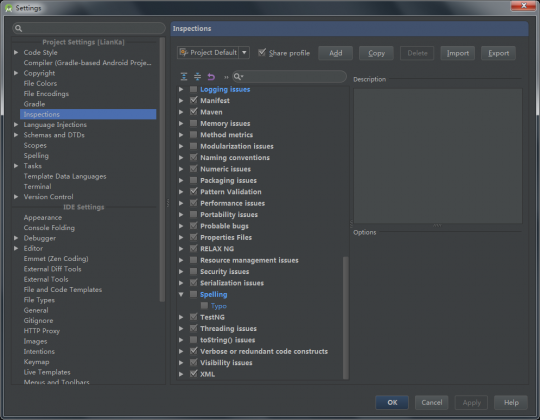 Settings
Project Settings (LianKa)
Code Style
Compiler (Gradle-based Android Proje...
Copyright
File Colors
File Encodings
Gradle
Inspections
Language Injections
Schemas and DTDs
Scopes
Spelling
Tasks
Template Data Languages
Terminal
Version Control
IDE Settings
Appearance
Console Folding
Debugger
Editor
Emmet (Zen Coding)
External Diff Tools
External Tools
File and Code Templates
File Types
General
Gitignore
HTTP Proxy
Images
Intentions
Keymap
Live Templates
Menus and Toolbars
Inspections
Project Default
Share profile
Add
Copy
Delete
Import
Export
Logging issues
Manifest
Maven
Memory issues
Method metrics
Modularization issues
Naming conventions
Numeric issues
Packaging issues
Pattern Validation
Performance issues
Portability issues
Probable bugs
Properties Files
RELAX NG
Resource management issues
Security issues
Serialization issues
Spelling
Typo
TestNG
Threading issues
toString() issues
Verbose or redundant code constructs
Visibility issues
XML
Description
Options
OK
Cancel
Apply
Help